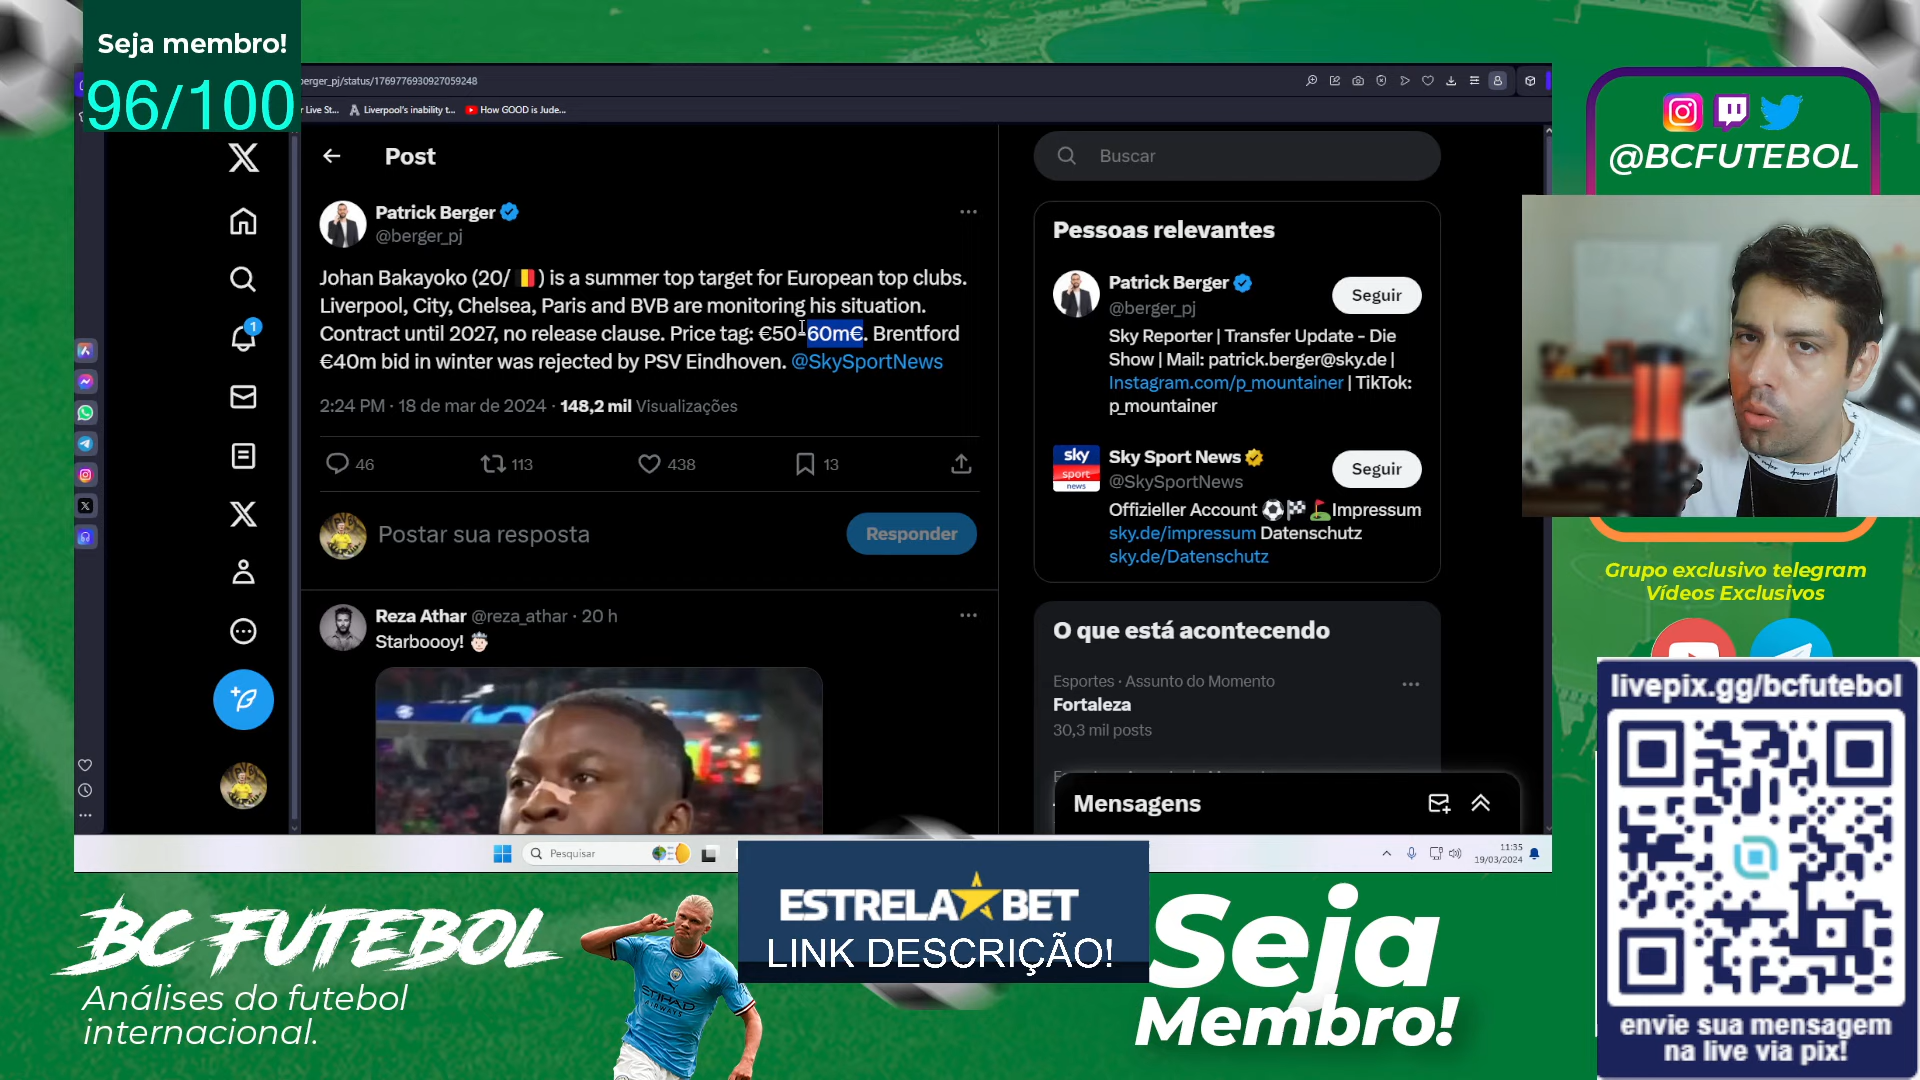 Seja membro!
96/100
berger_pj/status/1769776930927059248
r Live St...
Liverpool's inability t...
How GOOD is Jude...
Post
Patrick Berger
@berger_pj
Johan Bakayoko (20/🇧🇪) is a summer top target for European top clubs.
Liverpool, City, Chelsea, Paris and BVB are monitoring his situation.
Contract until 2027, no release clause. Price tag: €50-60m€. Brentford
€40m bid in winter was rejected by PSV Eindhoven. @SkySportNews
2:24 PM · 18 de mar de 2024 · 148,2 mil Visualizações
46
113
438
13
Postar sua resposta
Responder
Reza Athar @reza_athar · 20 h
Starboooy!
1
Buscar
Pessoas relevantes
Patrick Berger
@berger_pj
Seguir
Sky Reporter | Transfer Update - Die
Show | Mail: patrick.berger@sky.de |
Instagram.com/p_mountainer | TikTok:
p_mountainer
sky
sport
news
Sky Sport News
@SkySportNews
Seguir
Offizieller Account ⚽🏁⛳Impressum
sky.de/impressum Datenschutz
sky.de/Datenschutz
O que está acontecendo
Esportes · Assunto do Momento
Fortaleza
30,3 mil posts
Mensagens
Pesquisar
11:35
19/03/2024
@BCFUTEBOL
Grupo exclusivo telegram
Vídeos Exclusivos
livepix.gg/bcfutebol
envie sua mensagem
na live via pix!
BC FUTEBOL
Análises do futebol
internacional.
ETIHAD
AIRWAYS
ESTRELA BET
LINK DESCRIÇÃO!
Seja
Membro!